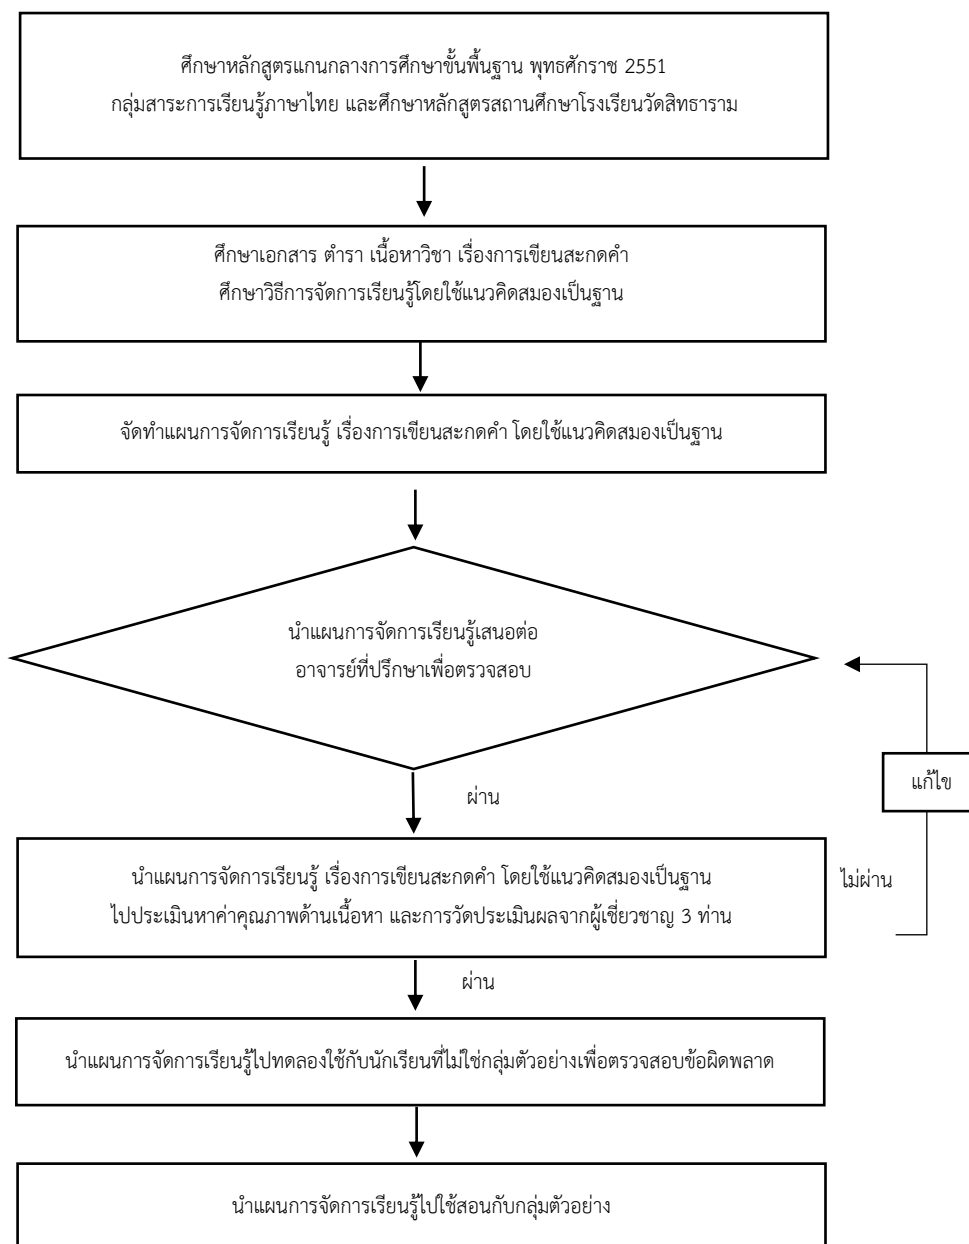 ศึกษาหลักสูตรแกนกลางการศึกษาขั้นพื้นฐาน พุทธศักราช 2551
กลุ่มสาระการเรียนรู้ภาษาไทย และศึกษาหลักสูตรสถานศึกษาโรงเรียนวัดสิทธาราม
ศึกษาเอกสาร ตำรา เนื้อหาวิชา เรื่องการเขียนสะกดคำ
ศึกษาวิธีการจัดการเรียนรู้โดยใช้แนวคิดสมองเป็นฐาน
จัดทำแผนการจัดการเรียนรู้ เรื่องการเขียนสะกดคำ โดยใช้แนวคิดสมองเป็นฐาน
นำแผนการจัดการเรียนรู้เสนอต่อ
อาจารย์ที่ปรึกษาเพื่อตรวจสอบ
แก้ไข
ผ่าน
นำแผนการจัดการเรียนรู้ เรื่องการเขียนสะกดคำ โดยใช้แนวคิดสมองเป็นฐาน
ไปประเมินหาค่าคุณภาพด้านเนื้อหา และการวัดประเมินผลจากผู้เชี่ยวชาญ 3 ท่าน
ไม่ผ่าน
ผ่าน
นำแผนการจัดการเรียนรู้ไปทดลองใช้กับนักเรียนที่ไม่ใช่กลุ่มตัวอย่างเพื่อตรวจสอบข้อผิดพลาด
นำแผนการจัดการเรียนรู้ไปใช้สอนกับกลุ่มตัวอย่าง